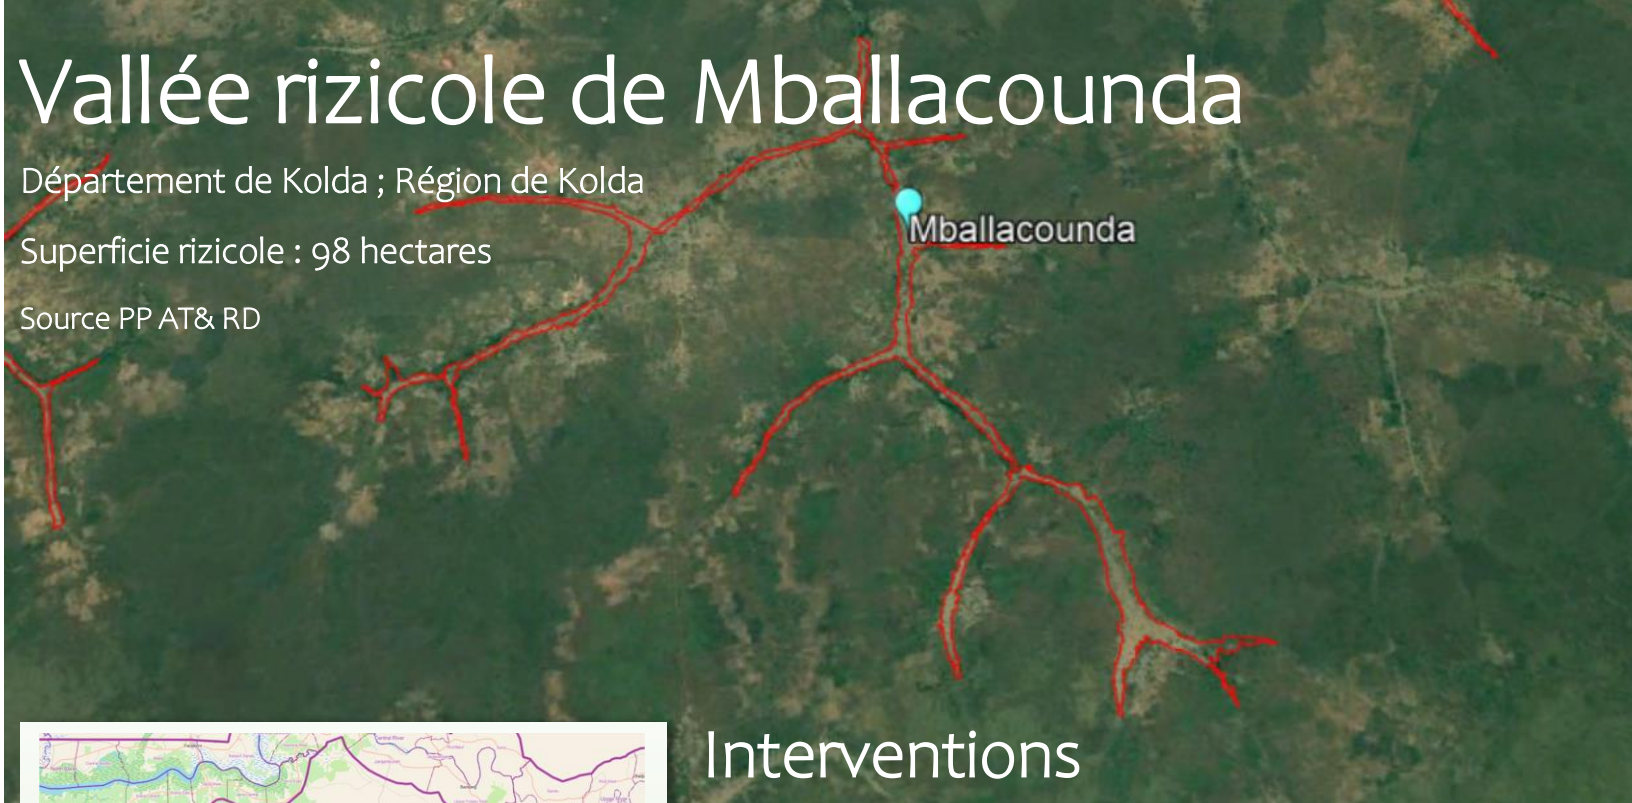 Vallée rizicole de Mballacounda
Département de Kolda ; Région de Kolda
Mballacounda
Superficie rizicole : 98 hectares
Source PP AT& RD
Interventions